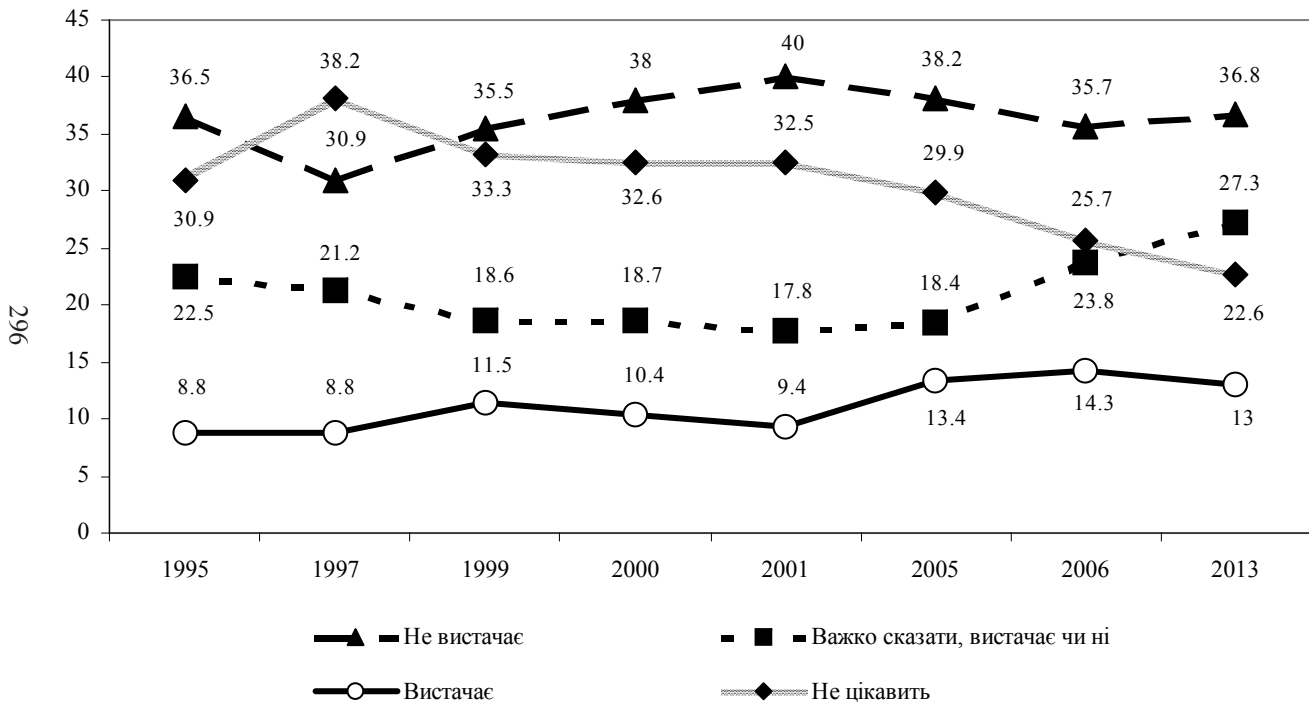 45
40
35
30
25
20
15
10
5
0
36.5 38.2 35.5 38 40 38.2 35.7 36.8
30.9 30.9 33.3 32.6 32.5 29.9 25.7 27.3
22.5 21.2 18.6 18.7 17.8 18.4 23.8 22.6
8.8 8.8 11.5 10.4 9.4 13.4 14.3 13
296
1995 1997 1999 2000 2001 2005 2006 2013
Не вистачає Важко сказати, вистачає чи ні
Вистачає Не цікавить